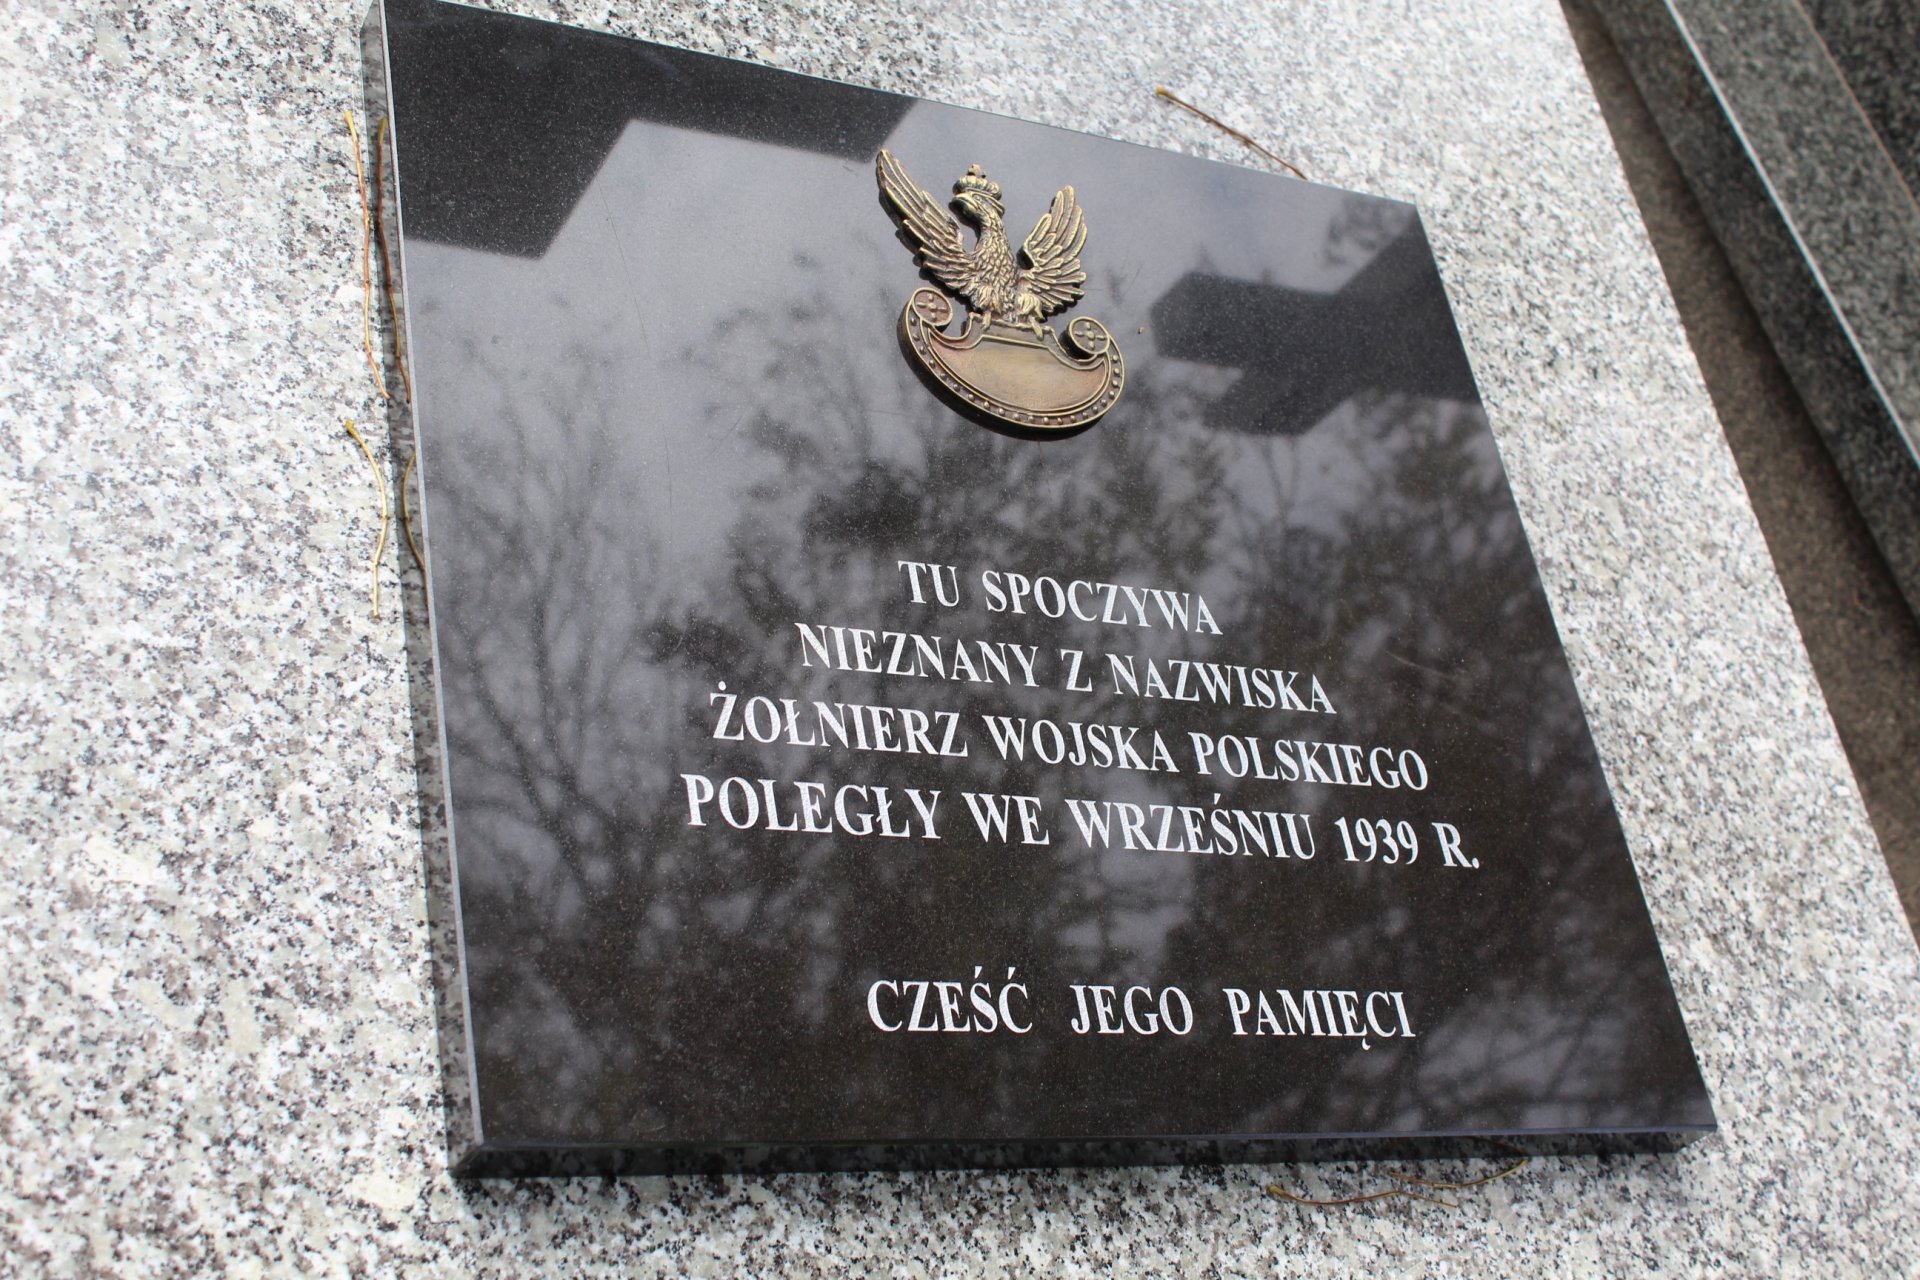 TU SPOCZYWA
NIEZNANY Z NAZWISKA
ŻOŁNIERZ WOJSKA POLSKIEGO
POLEGŁY WE WRZEŚNIU 1939 R.
CZEŚĆ JEGO PAMIĘCI